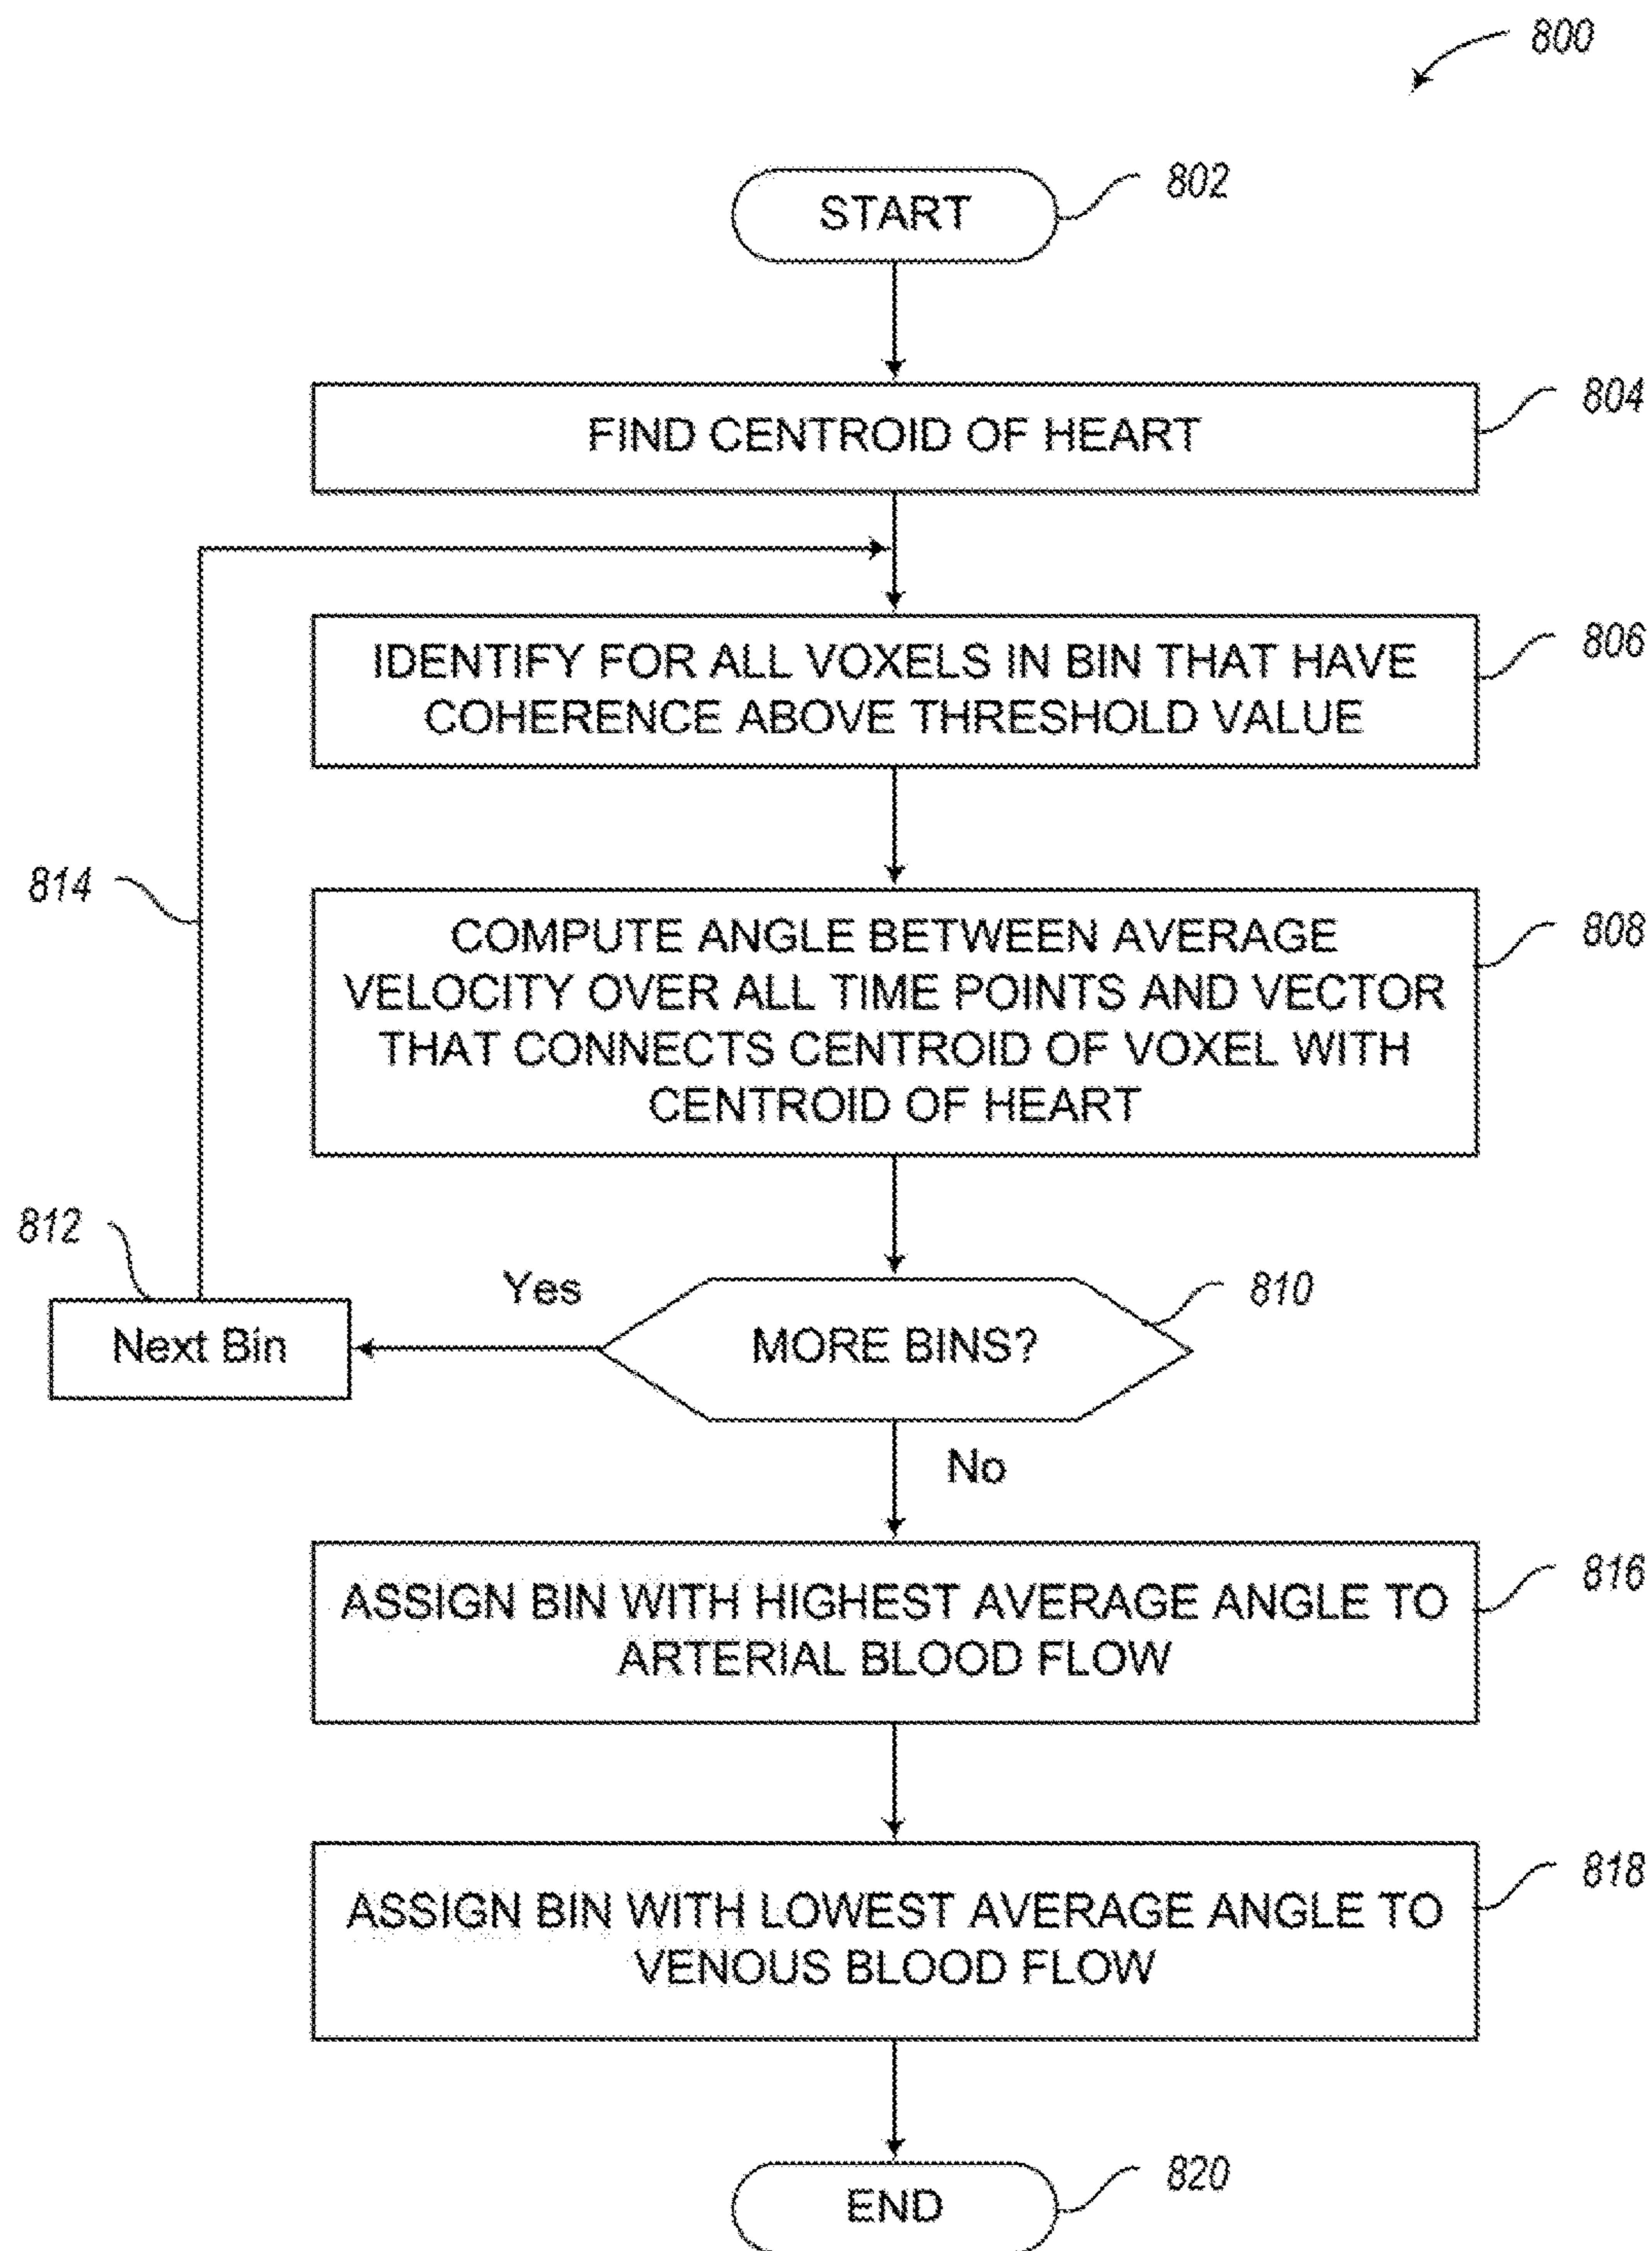 800
START
802
FIND CENTROID OF HEART
804
IDENTIFY FOR ALL VOXELS IN BIN THAT HAVE
COHERENCE ABOVE THRESHOLD VALUE
806
814
COMPUTE ANGLE BETWEEN AVERAGE
VELOCITY OVER ALL TIME POINTS AND VECTOR
THAT CONNECTS CENTROID OF VOXEL WITH
CENTROID OF HEART
808
812
Next Bin
Yes
MORE BINS?
810
No
ASSIGN BIN WITH HIGHEST AVERAGE ANGLE TO
ARTERIAL BLOOD FLOW
816
ASSIGN BIN WITH LOWEST AVERAGE ANGLE TO
VENOUS BLOOD FLOW
818
END
820